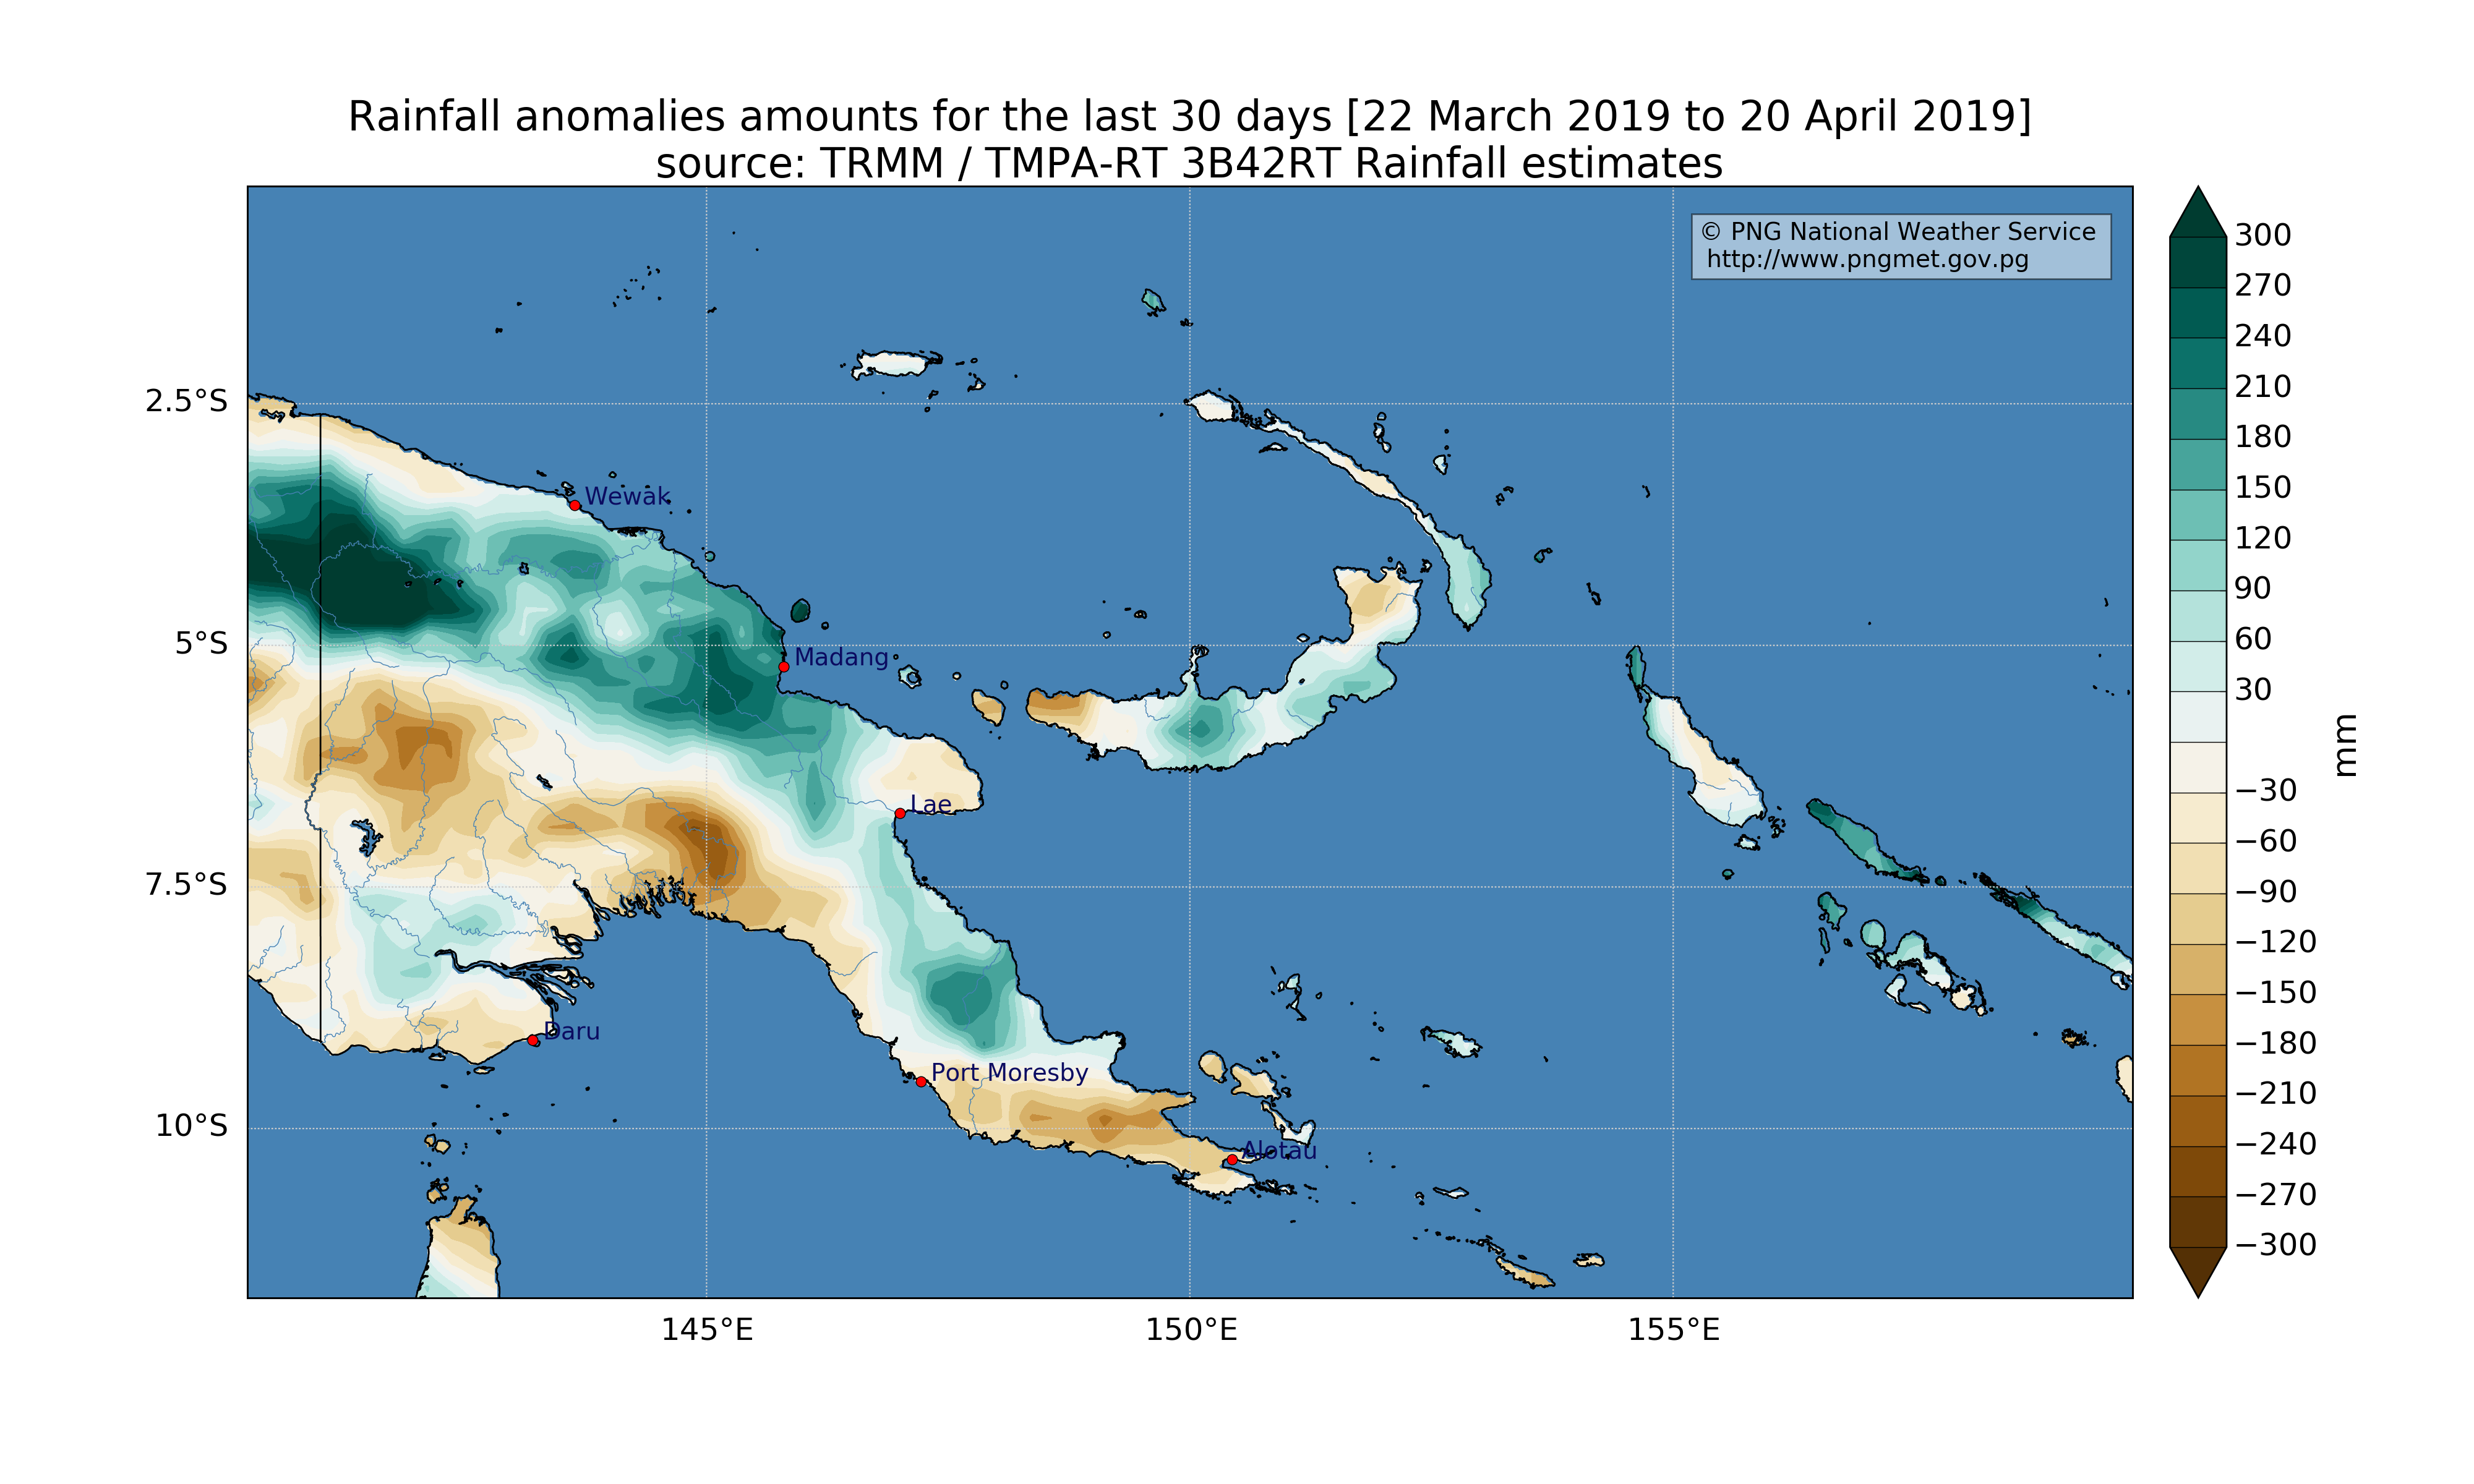 Rainfall anomalies amounts for the last 30 days [22 March 2019 to 20 April 2019]
source: TRMM / TMPA-RT 3B42RT Rainfall estimates
© PNG National Weather Service
http://www.pngmet.gov.pg
2.5°S
5°S
7.5°S
10°S
Wewak
Madang
Lae
Daru
Port Moresby
Alotau
145°E
150°E
155°E
300
270
240
210
180
150
120
90
60
30
−30
−60
−90
−120
−150
−180
−210
−240
−270
−300
mm